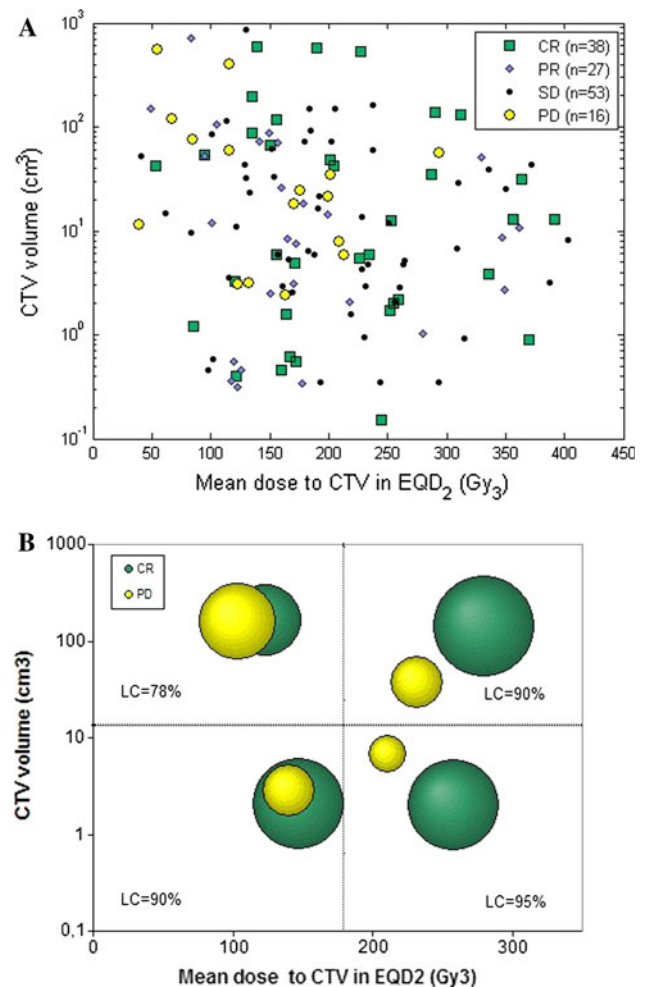 A
CTV volume (cm³)
10³
10²
10¹
10⁰
10⁻¹
CR (n=38)
PR (n=27)
SD (n=53)
PD (n=16)
0 50 100 150 200 250 300 350 400 450
Mean dose to CTV in EQD₂ (Gy₃)
B
CTV volume (cm3)
1000
100
10
1
0,1
CR
PD
LC=78%
LC=90%
LC=90%
LC=95%
0 100 200 300
Mean dose to CTV in EQD2 (Gy3)